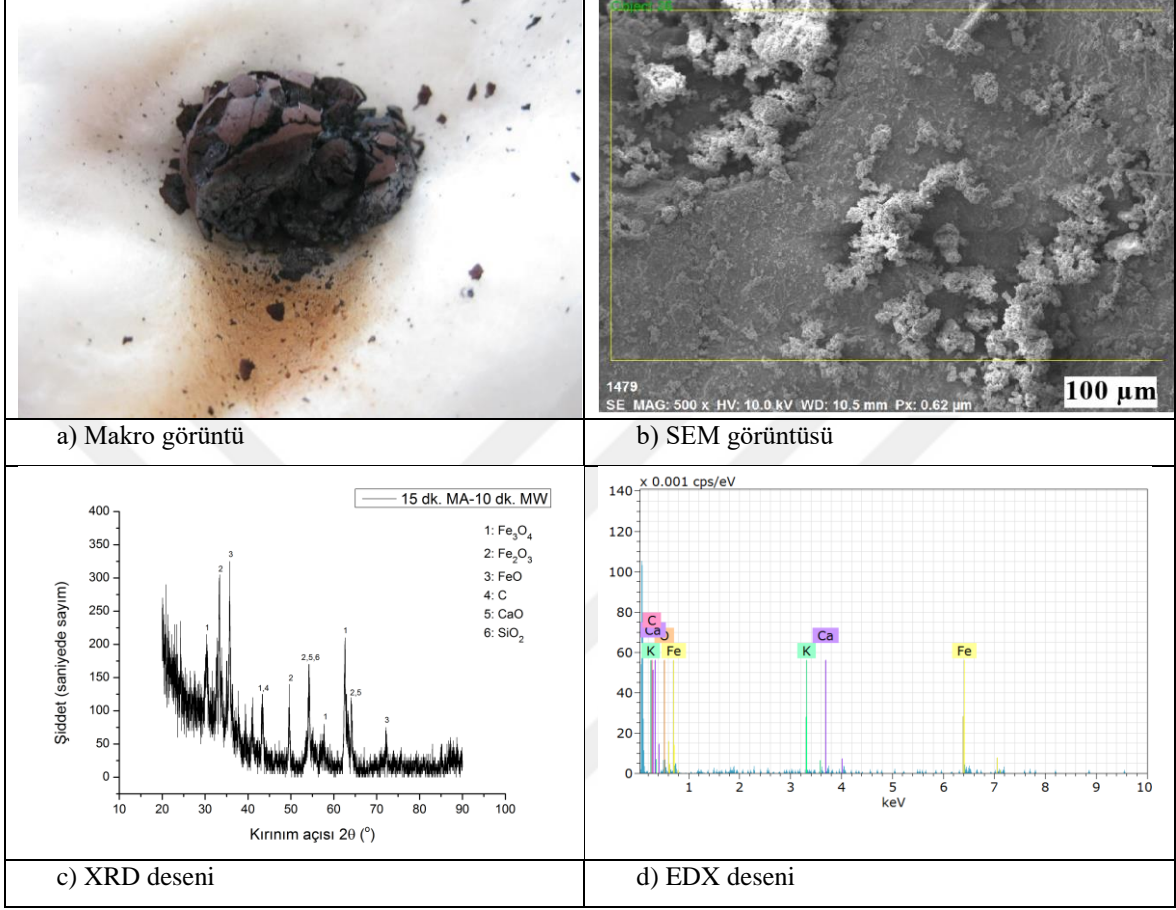 1479
SE MAG: 500 x HV: 10.0 kV WD: 10.5 mm Px: 0.62 µm
100 µm
a) Makro görüntü
b) SEM görüntüsü
15 dk. MA-10 dk. MW
1: Fe3O4
2: Fe2O3
3: FeO
4: C
5: CaO
6: SiO2
400
350
300
250
200
150
100
50
0
Şiddet (saniyede sayım)
1
2
3
1,4
2
2,5,6
1
1
2,5
3
10 20 30 40 50 60 70 80 90 100
Kırınım açısı 2θ (°)
x 0.001 cps/eV
140
120
100
80
60
40
20
0
C
Ca
O
K
Fe
K
Ca
Fe
1 2 3 4 5 6 7 8 9 10
keV
c) XRD deseni
d) EDX deseni